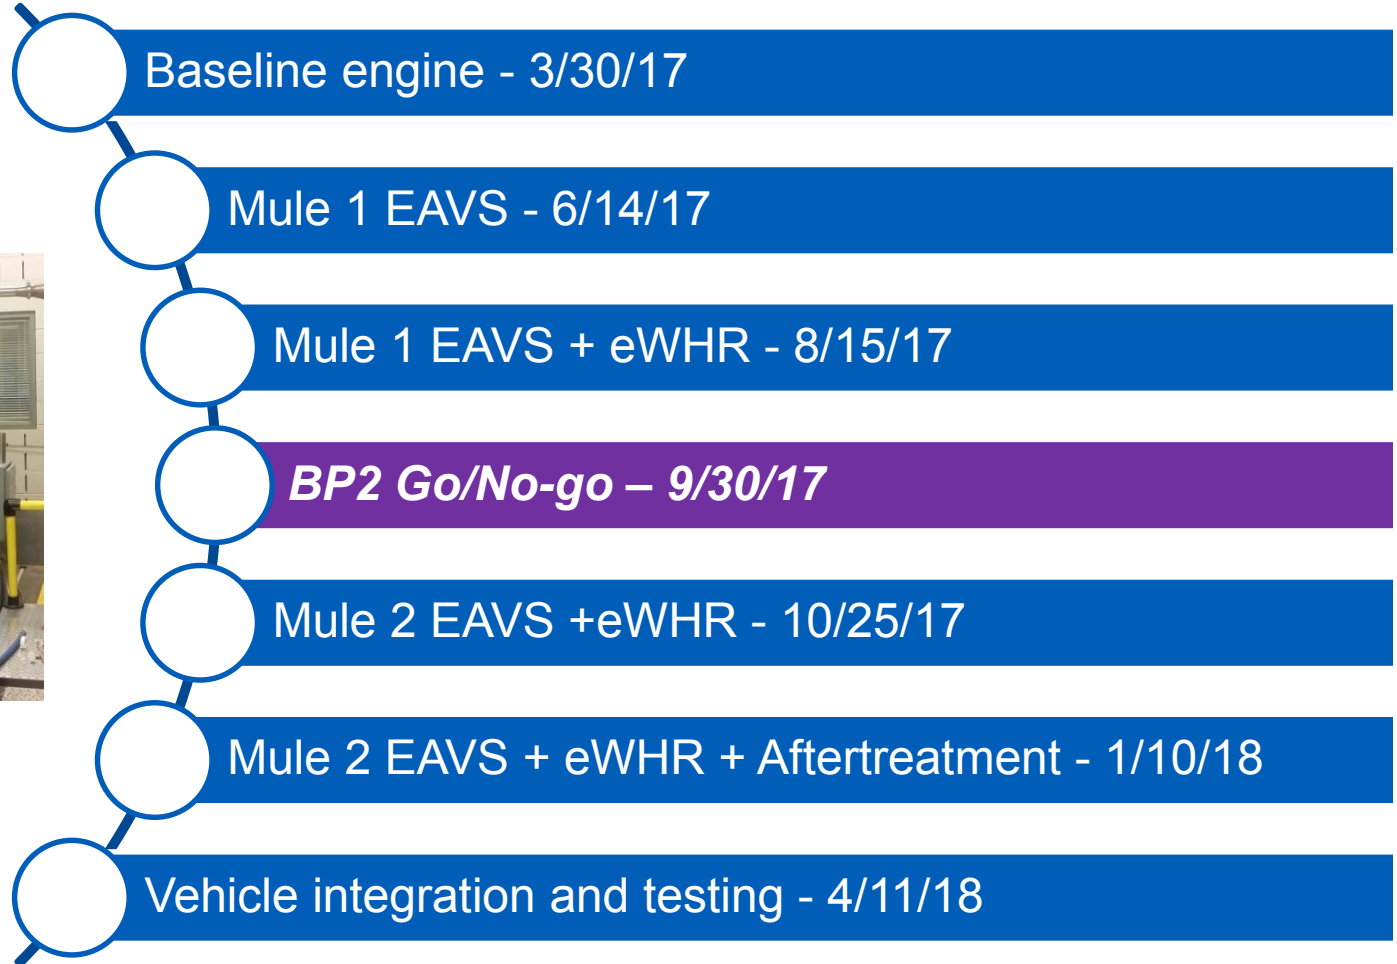 Baseline engine - 3/30/17
Mule 1 EAVS - 6/14/17
Mule 1 EAVS + eWHR - 8/15/17
BP2 Go/No-go – 9/30/17
Mule 2 EAVS +eWHR - 10/25/17
Mule 2 EAVS + eWHR + Aftertreatment - 1/10/18
Vehicle integration and testing - 4/11/18